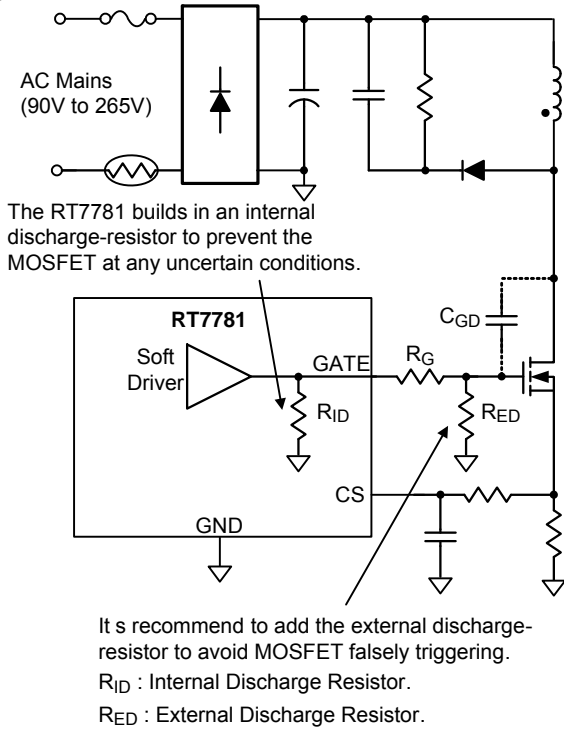 AC Mains
(90V to 265V)
The RT7781 builds in an internal
discharge-resistor to prevent the
MOSFET at any uncertain conditions.
RT7781
CGD
Soft
Driver
GATE
RG
RID
RED
CS
GND
It s recommend to add the external discharge-
resistor to avoid MOSFET falsely triggering.
RID : Internal Discharge Resistor.
RED : External Discharge Resistor.